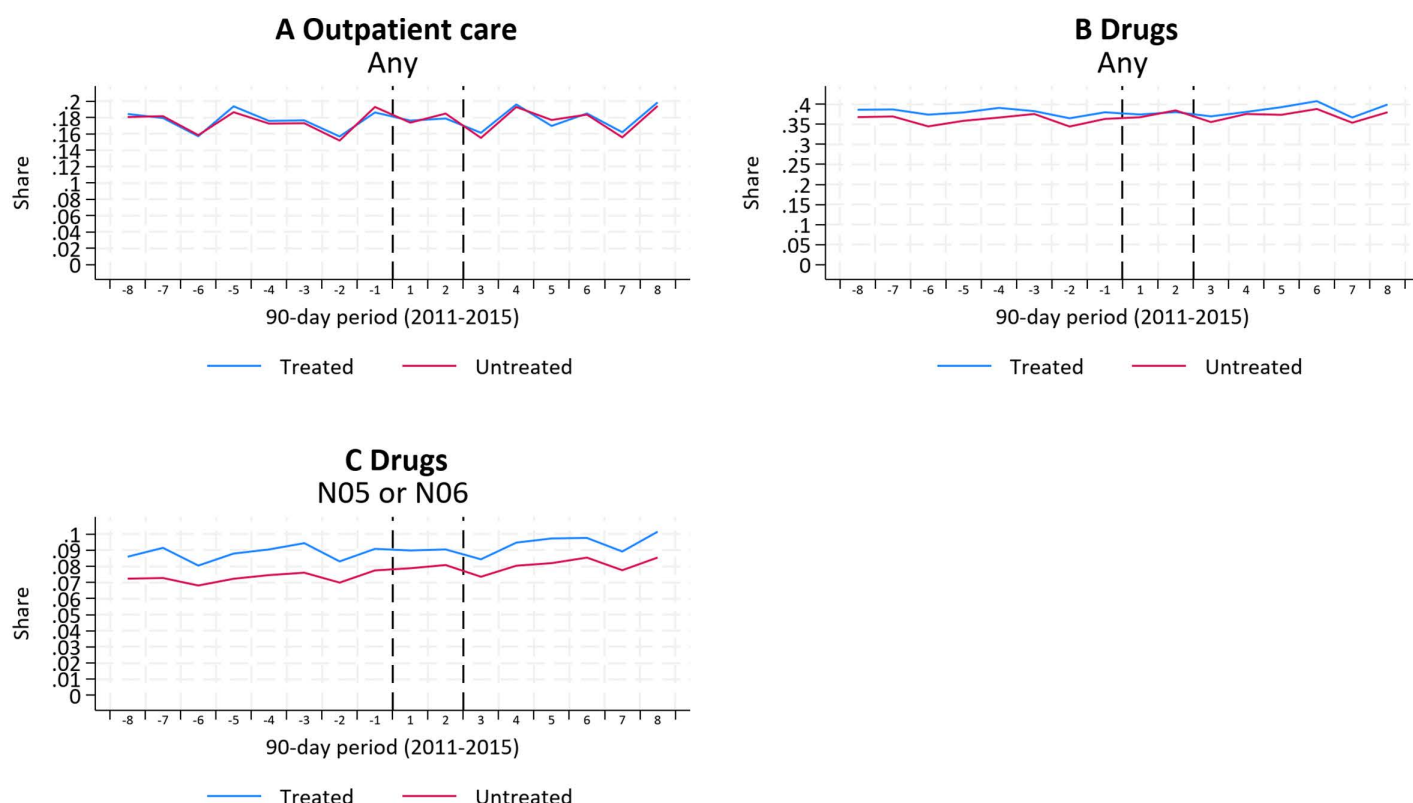 A Outpatient care
Any
Share
.2
.18
.16
.14
.12
.1
.08
.06
.04
.02
0
-8 -7 -6 -5 -4 -3 -2 -1 1 2 3 4 5 6 7 8
90-day period (2011-2015)
Treated Untreated
B Drugs
Any
Share
.4
.35
.3
.25
.2
.15
.1
.05
0
-8 -7 -6 -5 -4 -3 -2 -1 1 2 3 4 5 6 7 8
90-day period (2011-2015)
Treated Untreated
C Drugs
N05 or N06
Share
.1
.09
.08
.07
.06
.05
.04
.03
.02
.01
0
-8 -7 -6 -5 -4 -3 -2 -1 1 2 3 4 5 6 7 8
90-day period (2011-2015)
Treated Untreated